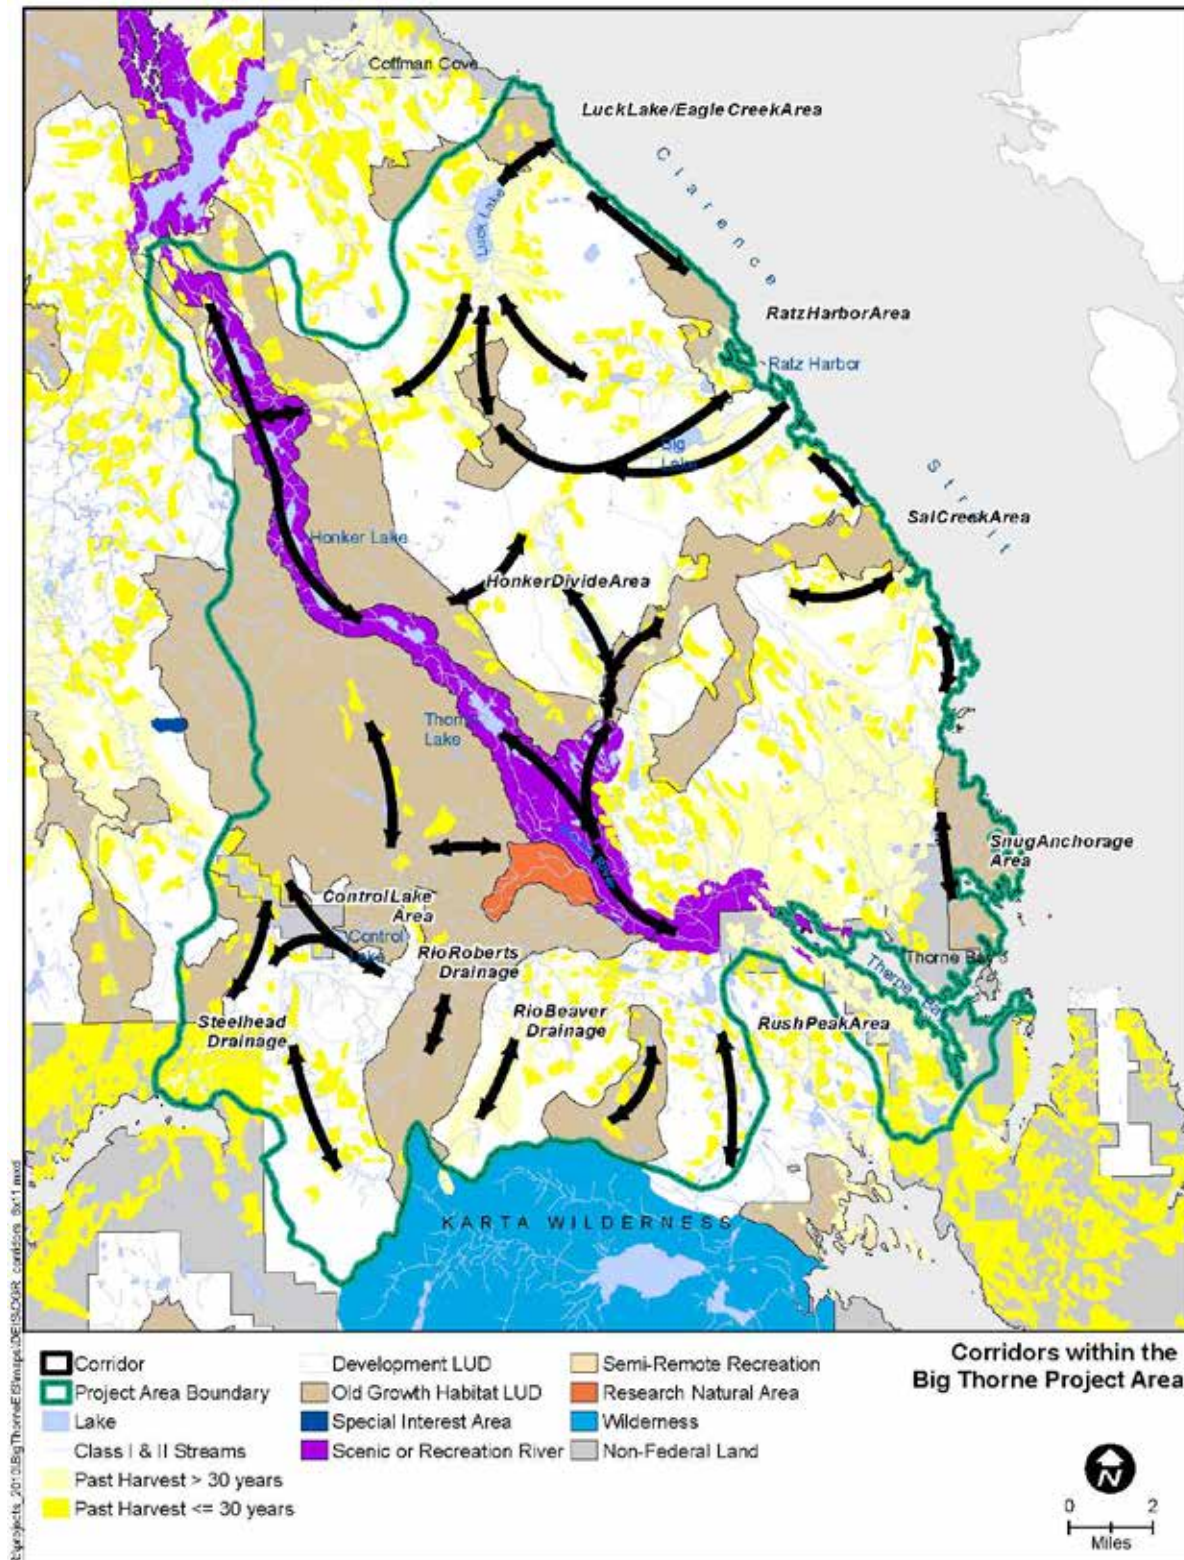 Coffman Cove
LuckLake/EagleCreekArea
Clarence
Luck Lake
RatzHarborArea
Ratz Harbor
Big
Lake
Strait
SalCreekArea
Honker Lake
HonkerDivideArea
Thorne
Lake
SnugAnchorage
Area
ControlLake
Area
Control
Lake
RioRoberts
Drainage
Thorne Bay
Thorne Bay
Steelhead
Drainage
RioBeaver
Drainage
RushPeakArea
KARTA WILDERNESS
Corridor
Project Area Boundary
Lake
Class I & II Streams
Past Harvest > 30 years
Past Harvest <= 30 years
Development LUD
Old Growth Habitat LUD
Special Interest Area
Scenic or Recreation River
Semi-Remote Recreation
Research Natural Area
Wilderness
Non-Federal Land
Corridors within the
Big Thorne Project Area
N
0 2
Miles